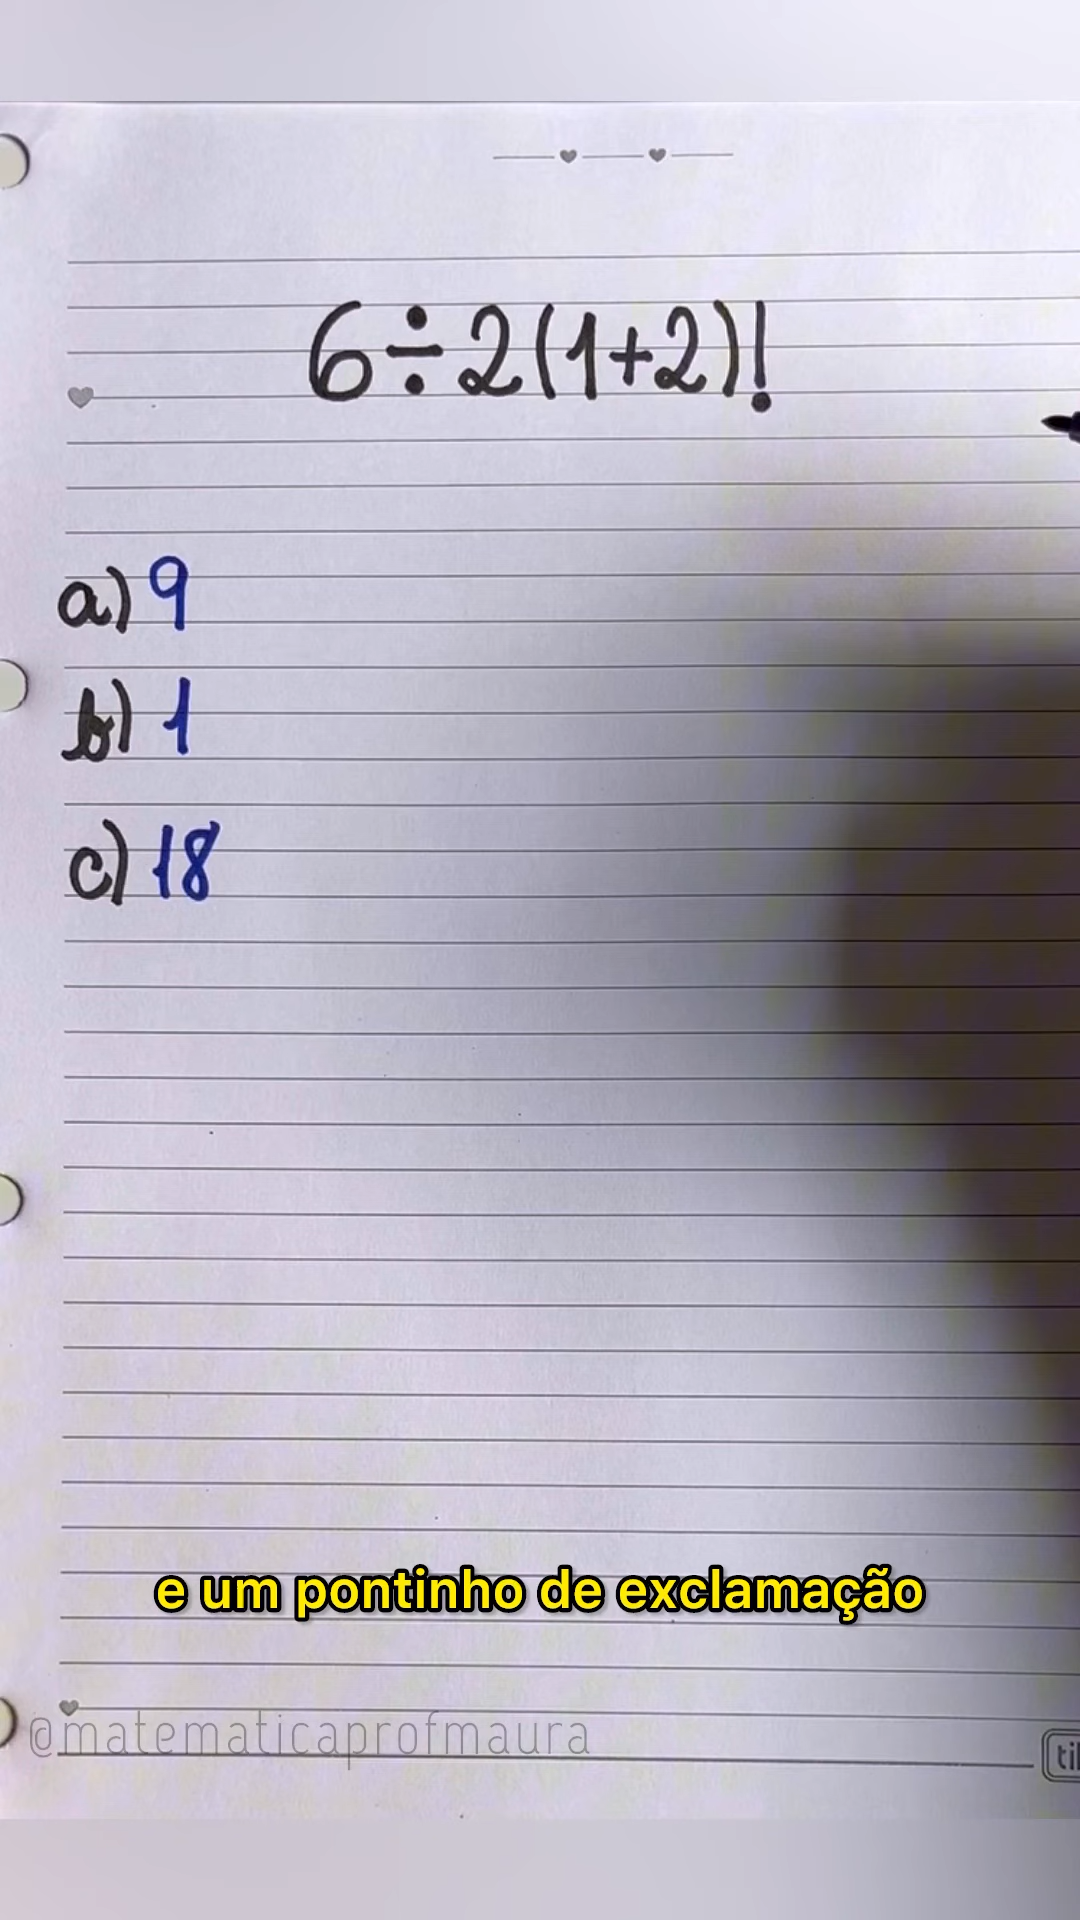 6÷2(1+2)!
a) 9
b) 1
c) 18
e um pontinho de exclamação
@matematicaprofmaura